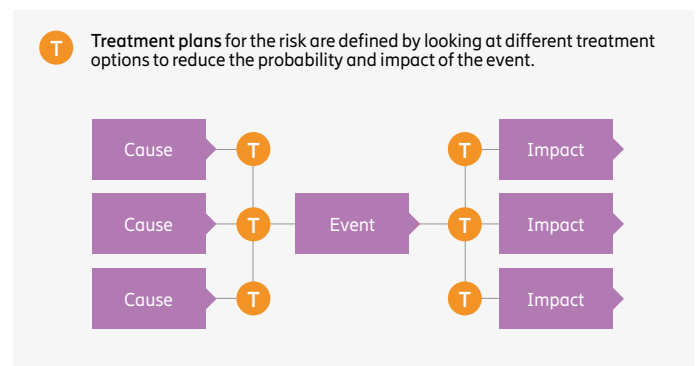 T
Treatment plans for the risk are defined by looking at different treatment
options to reduce the probability and impact of the event.
Cause T T Impact
Cause T Event T Impact
Cause T T Impact